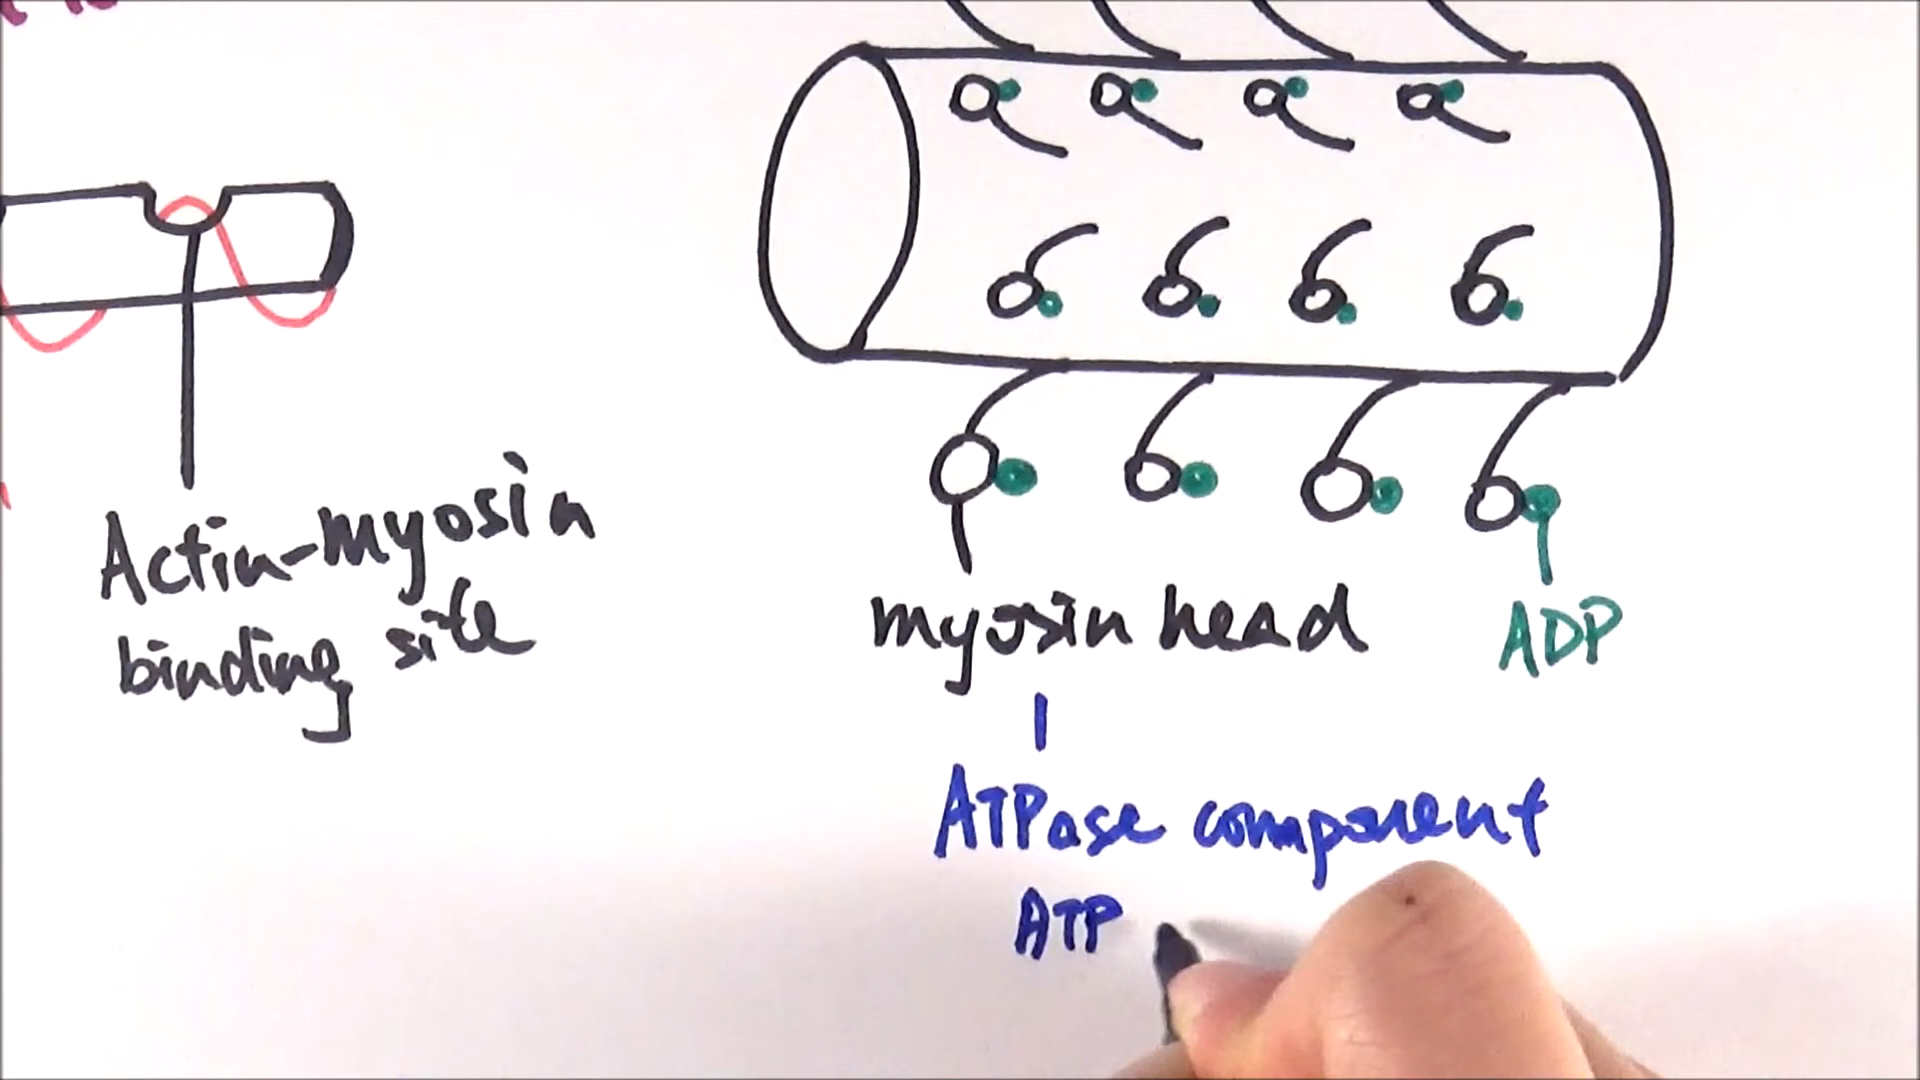 Actin-myosin
binding site
myosin head
ADP
ATPase component
ATP